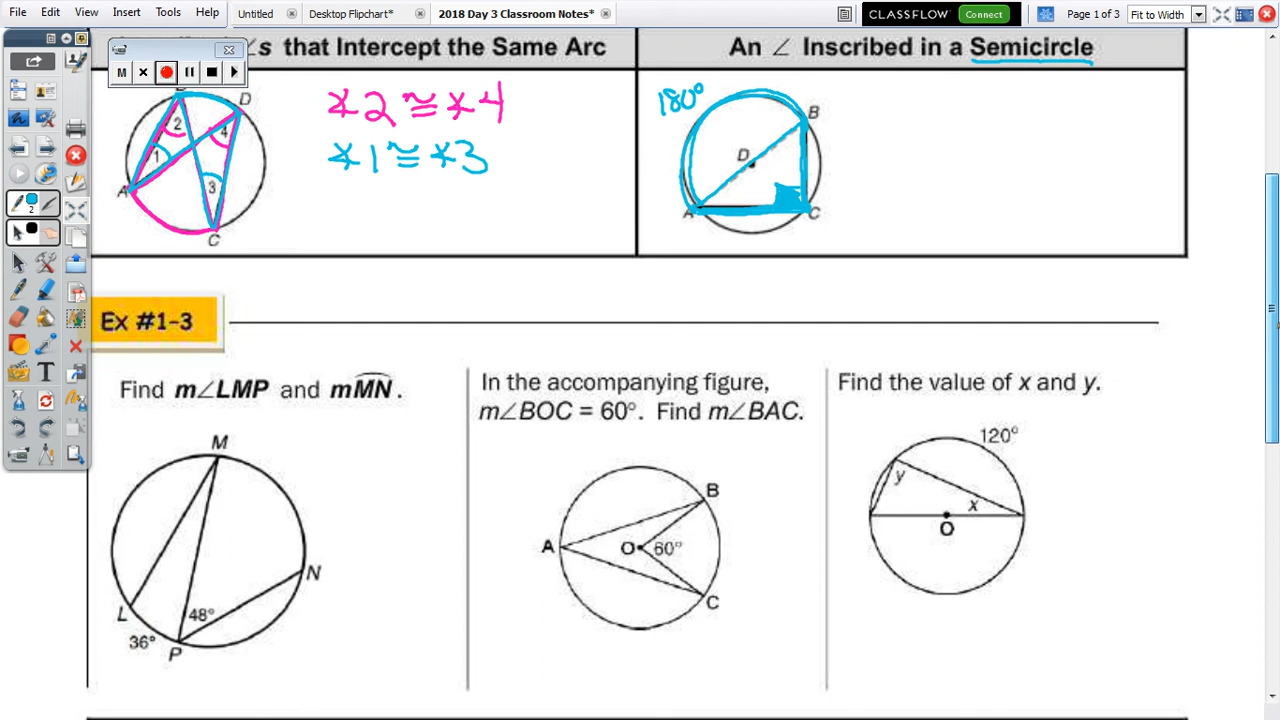 File Edit View Insert Tools Help
Untitled
Desktop Flipchart*
2018 Day 3 Classroom Notes*
CLASSFLOW Connect
Page 1 of 3
Fit to Width
M
∠s that Intercept the Same Arc
An ∠ Inscribed in a Semicircle
D
2
4
1
3
A
C
∡2 ≅ ∡4
∡1 ≅ ∡3
180°
B
D
A
C
2
T
Ex #1-3
Find m∠LMP and mMN.
M
N
L
48°
36°
P
In the accompanying figure,
m∠BOC = 60°. Find m∠BAC.
B
A
O
60°
C
Find the value of x and y.
120°
y
x
O